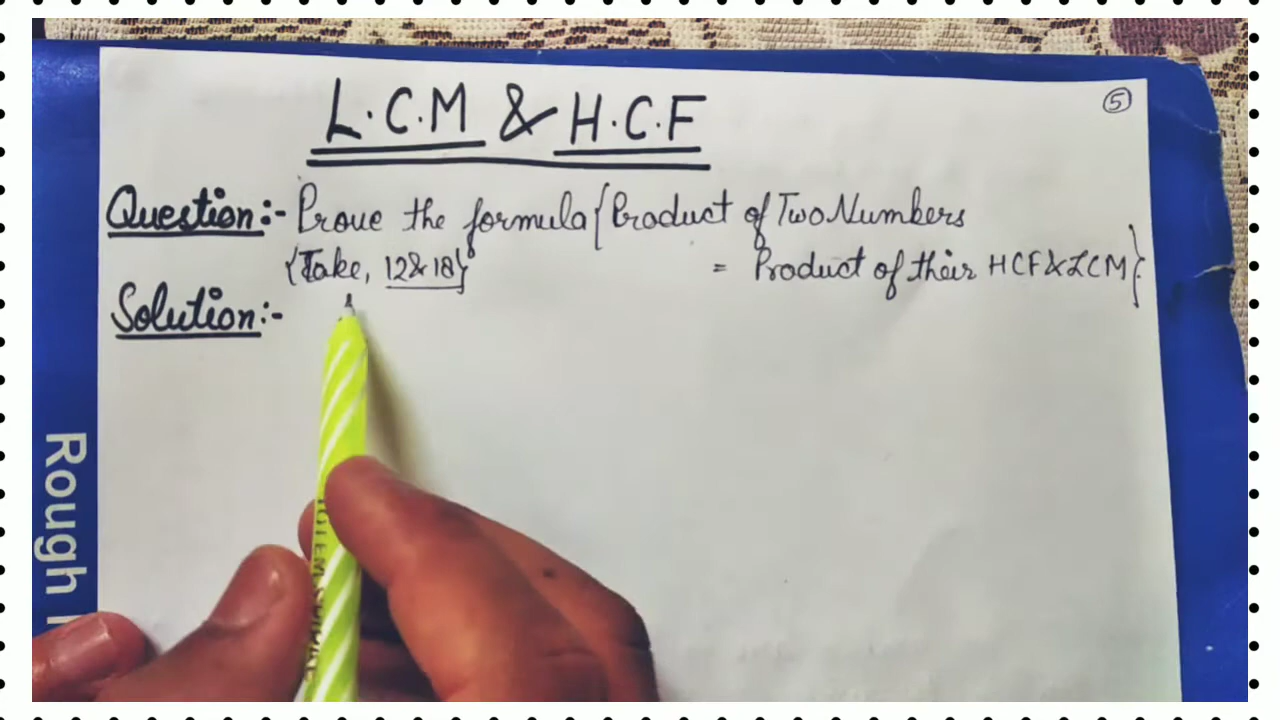 L.C.M & H.C.F
5
Question:- Prove the formula {Product of Two Numbers
{Take, 12&18} = Product of their HCF & LCM}
Solution:-
Rough